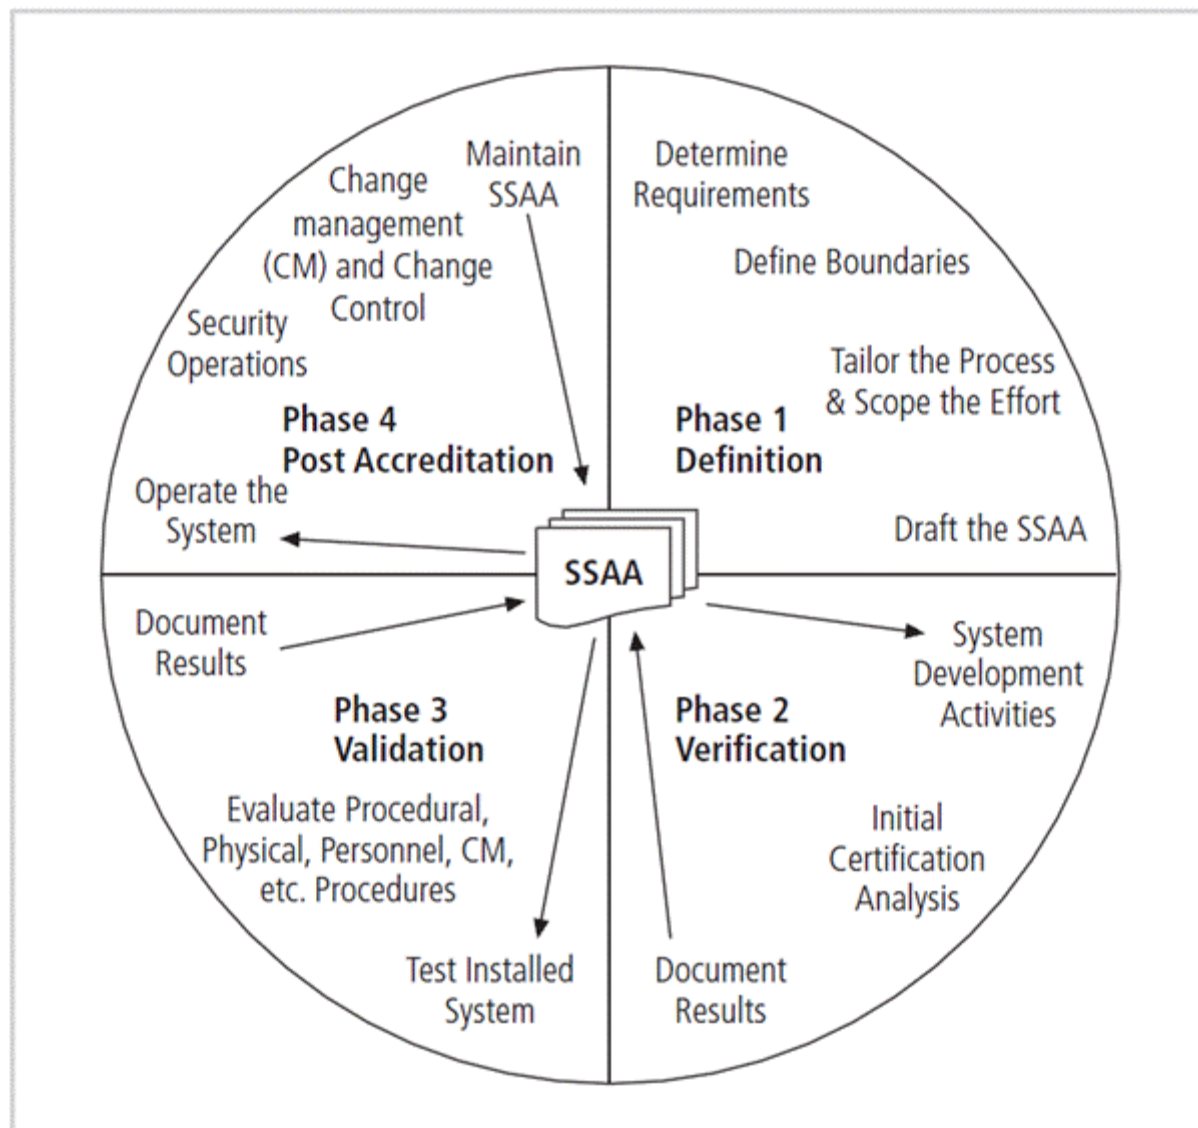 Maintain
SSAA
Change
management
(CM) and Change
Control
Security
Operations
Phase 4
Post Accreditation
Operate the
System
Determine
Requirements
Define Boundaries
Tailor the Process
& Scope the Effort
Phase 1
Definition
Draft the SSAA
SSAA
System
Development
Activities
Phase 2
Verification
Initial
Certification
Analysis
Document
Results
Document
Results
Phase 3
Validation
Evaluate Procedural,
Physical, Personnel, CM,
etc. Procedures
Test Installed
System